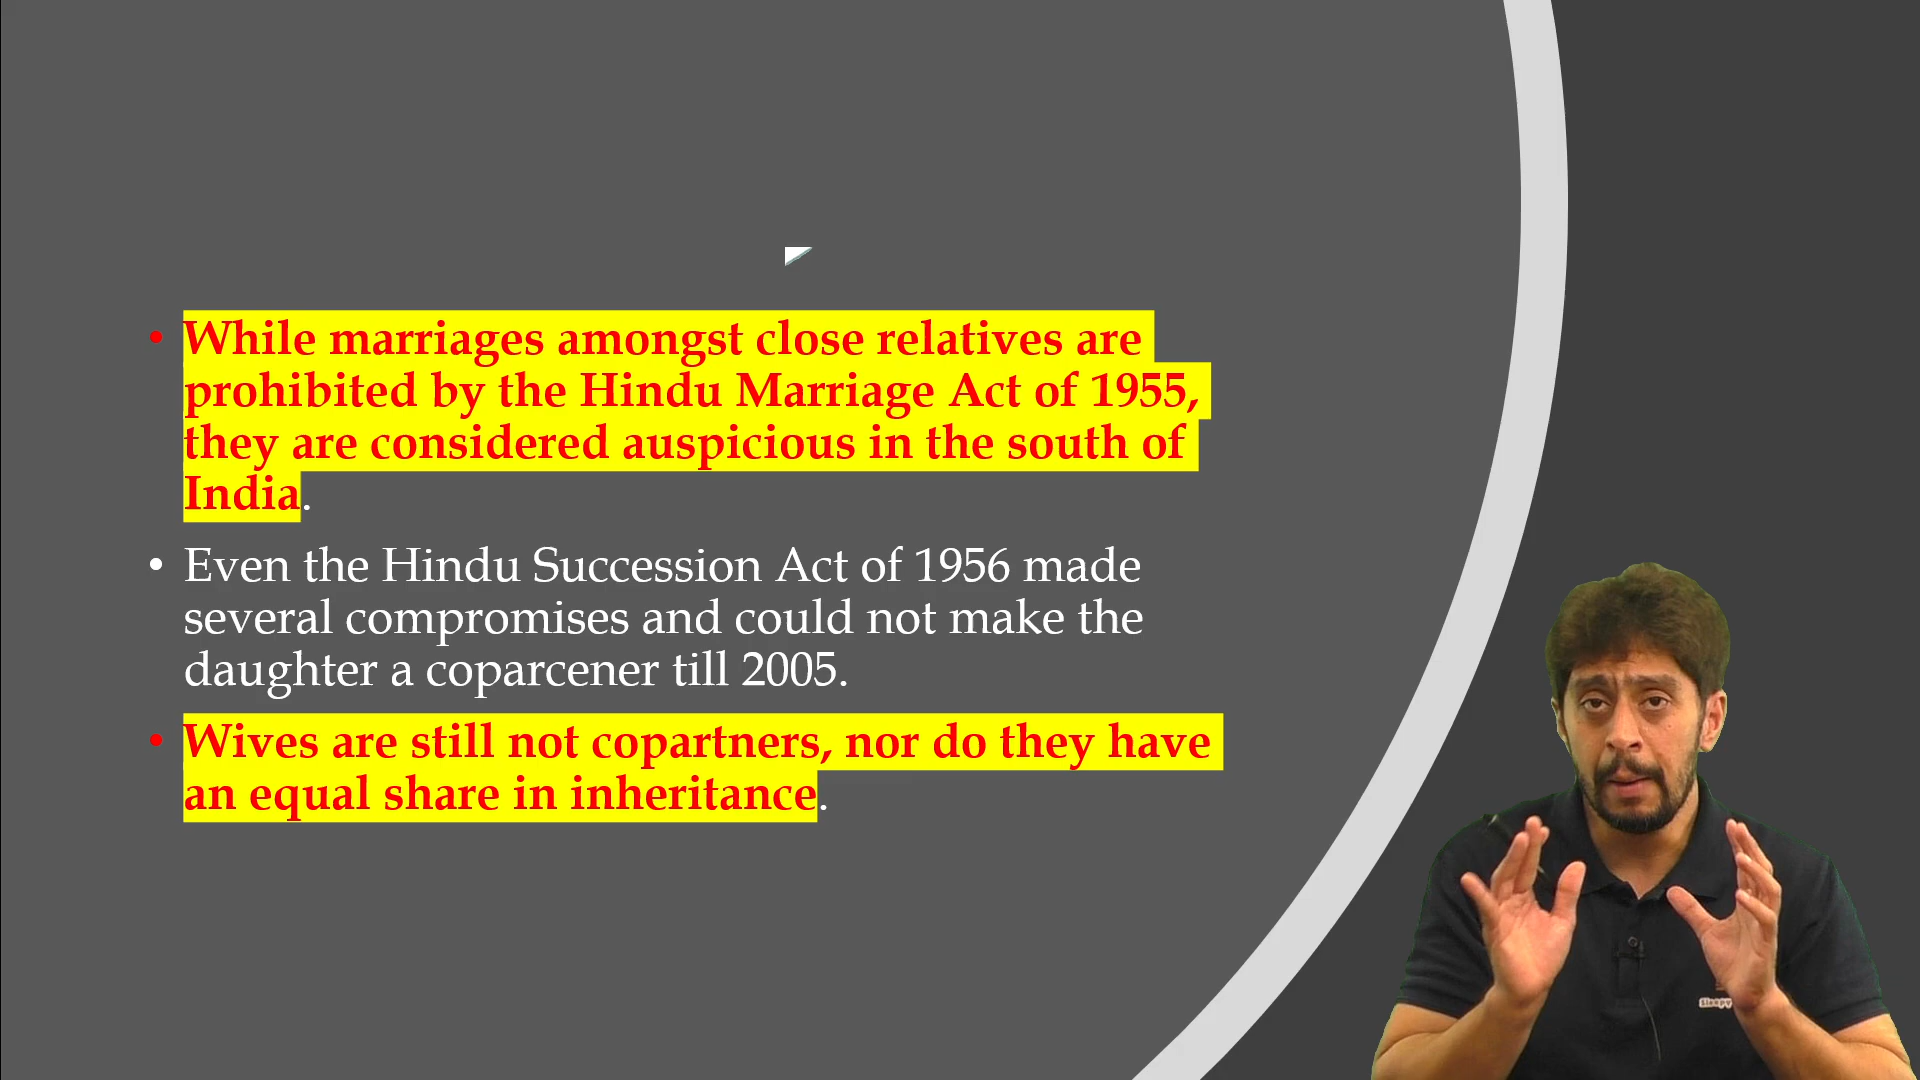 • While marriages amongst close relatives are
prohibited by the Hindu Marriage Act of 1955,
they are considered auspicious in the south of
India.
• Even the Hindu Succession Act of 1956 made
several compromises and could not make the
daughter a coparcener till 2005.
• Wives are still not copartners, nor do they have
an equal share in inheritance.